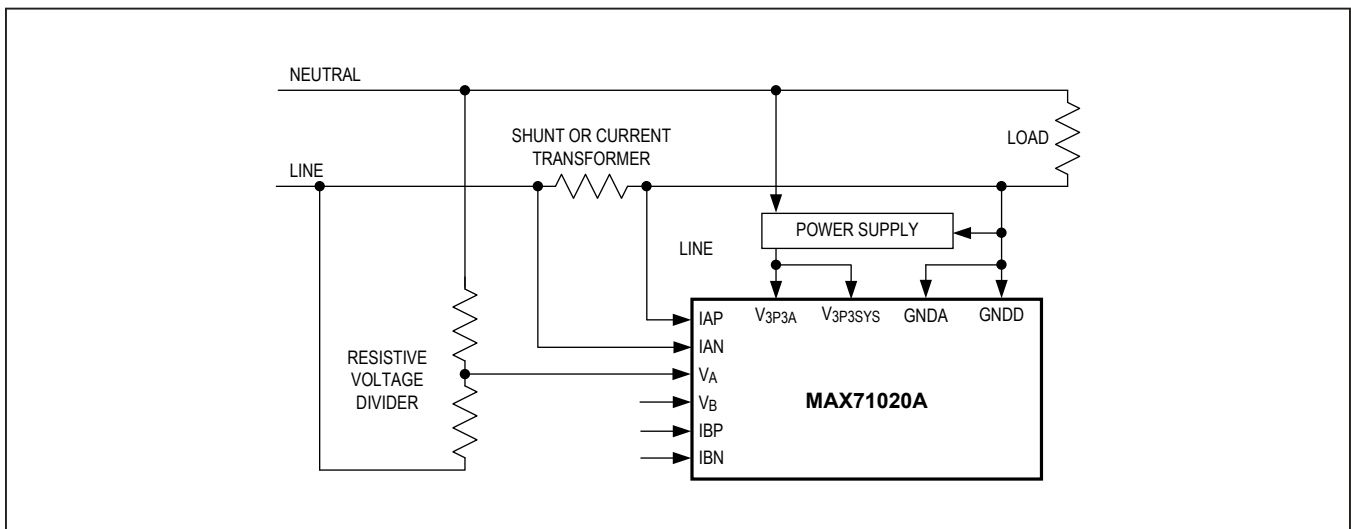 NEUTRAL
SHUNT OR CURRENT
TRANSFORMER
LOAD
LINE
POWER SUPPLY
LINE
IAP
V3P3A
V3P3SYS
GNDA
GNDD
IAN
RESISTIVE
VOLTAGE
DIVIDER
VA
VB
MAX71020A
IBP
IBN